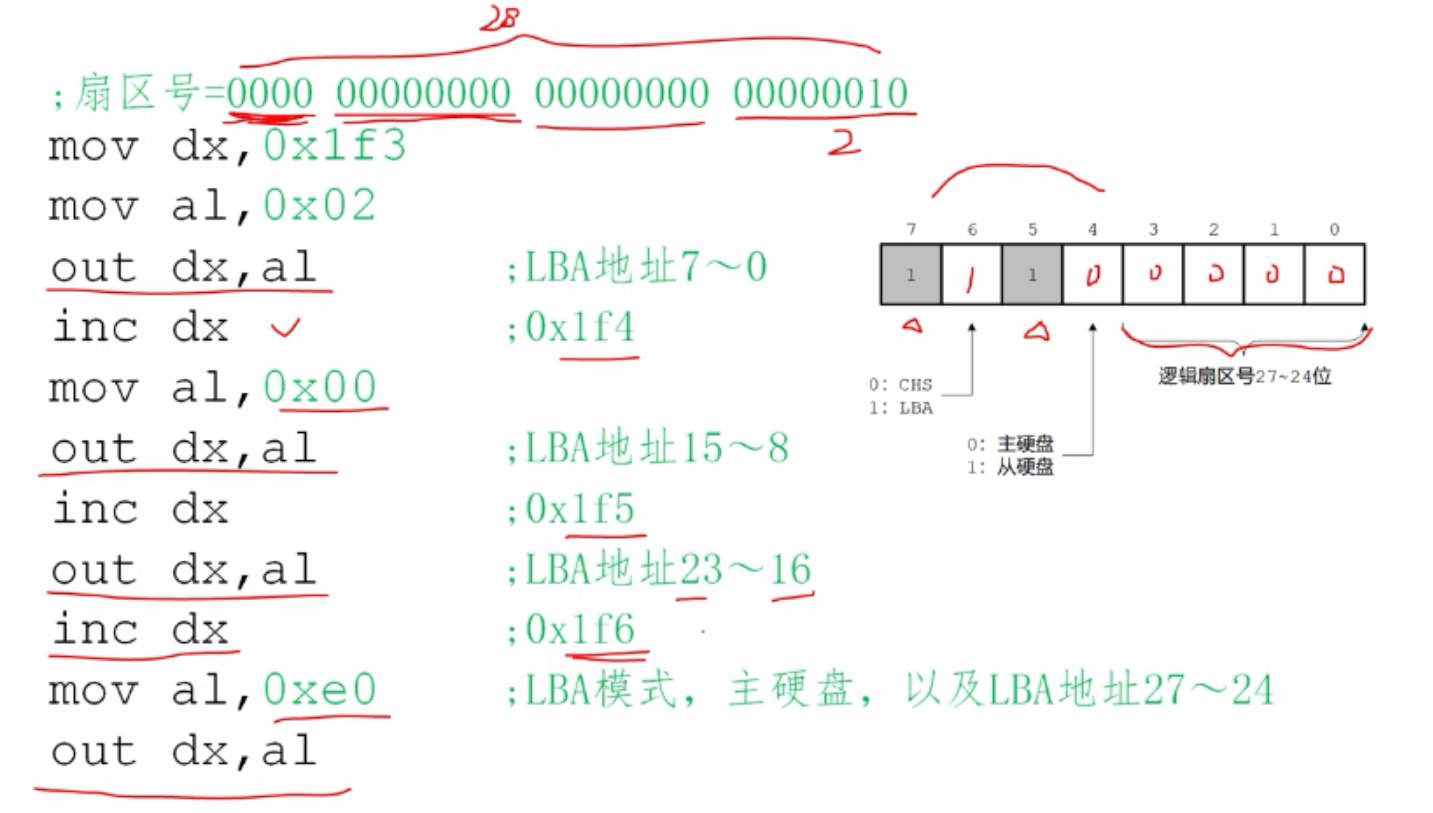 28
;扇区号=0000 00000000 00000000 00000010
2
mov dx,0x1f3
mov al,0x02
out dx,al ;LBA地址7～0
inc dx ;0x1f4
mov al,0x00
out dx,al ;LBA地址15～8
inc dx ;0x1f5
out dx,al ;LBA地址23～16
inc dx ;0x1f6
mov al,0xe0 ;LBA模式，主硬盘，以及LBA地址27～24
out dx,al
7 6 5 4 3 2 1 0
1 1 1 0 0 0 0 0
逻辑扇区号27~24位
0: CHS
1: LBA
0: 主硬盘
1: 从硬盘